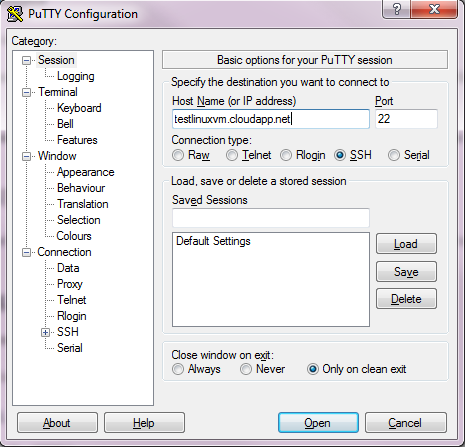 PuTTY Configuration
Category:
Session
Logging
Terminal
Keyboard
Bell
Features
Window
Appearance
Behaviour
Translation
Selection
Colours
Connection
Data
Proxy
Telnet
Rlogin
SSH
Serial
Basic options for your PuTTY session
Specify the destination you want to connect to
Host Name (or IP address) Port
testlinuxvm.cloudapp.net 22
Connection type:
Raw Telnet Rlogin SSH Serial
Load, save or delete a stored session
Saved Sessions
Default Settings
Load
Save
Delete
Close window on exit:
Always Never Only on clean exit
About Help Open Cancel